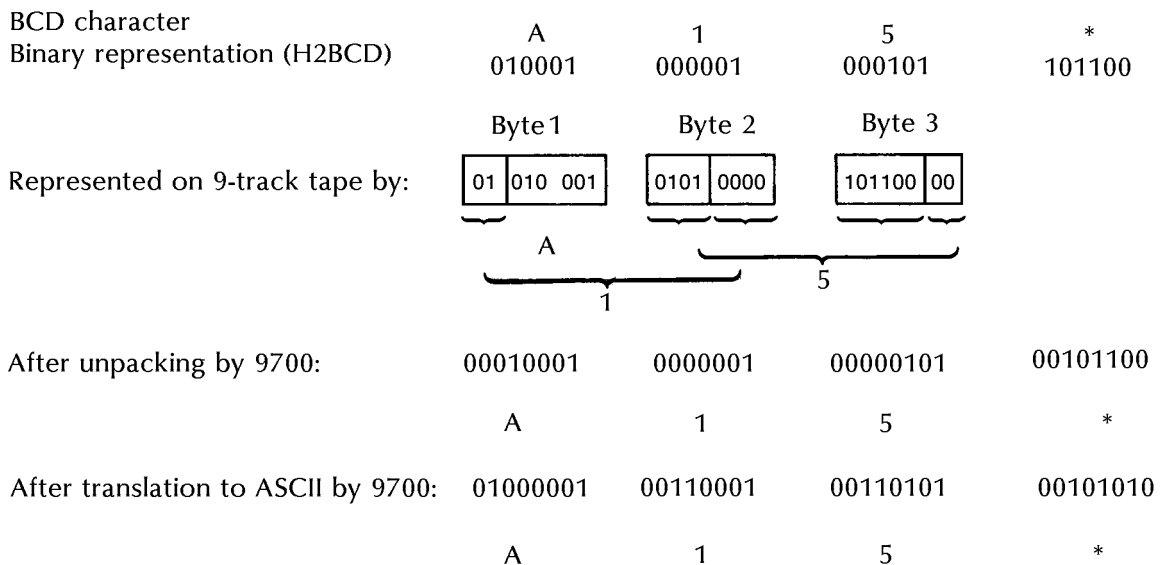 BCD character A 1 5 *
Binary representation (H2BCD) 010001 000001 000101 101100
Byte 1 Byte 2 Byte 3
Represented on 9-track tape by: 01 010 001 0101 0000 101100 00
A
5
1
After unpacking by 9700: 00010001 0000001 00000101 00101100
A 1 5 *
After translation to ASCII by 9700: 01000001 00110001 00110101 00101010
A 1 5 *